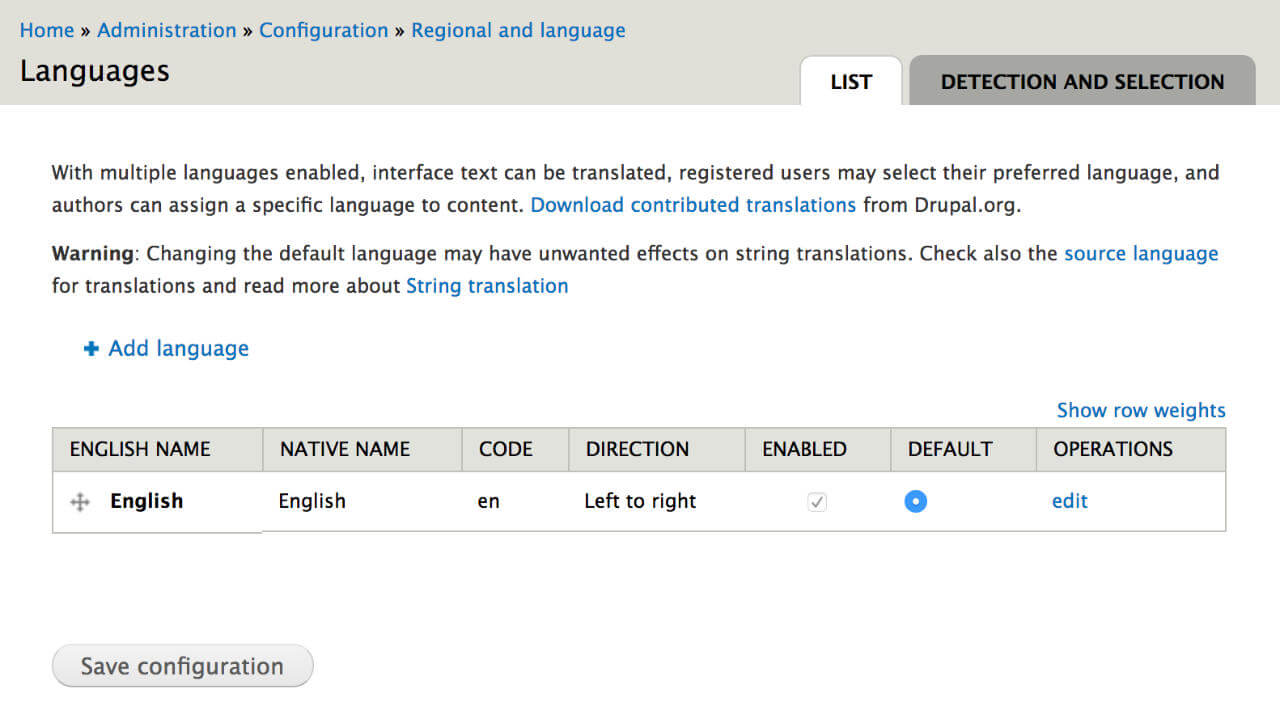 Home » Administration » Configuration » Regional and language
Languages
LIST
DETECTION AND SELECTION
With multiple languages enabled, interface text can be translated, registered users may select their preferred language, and
authors can assign a specific language to content. Download contributed translations from Drupal.org.
Warning: Changing the default language may have unwanted effects on string translations. Check also the source language
for translations and read more about String translation
Add language
Show row weights
ENGLISH NAME NATIVE NAME CODE DIRECTION ENABLED DEFAULT OPERATIONS
English English en Left to right edit
Save configuration